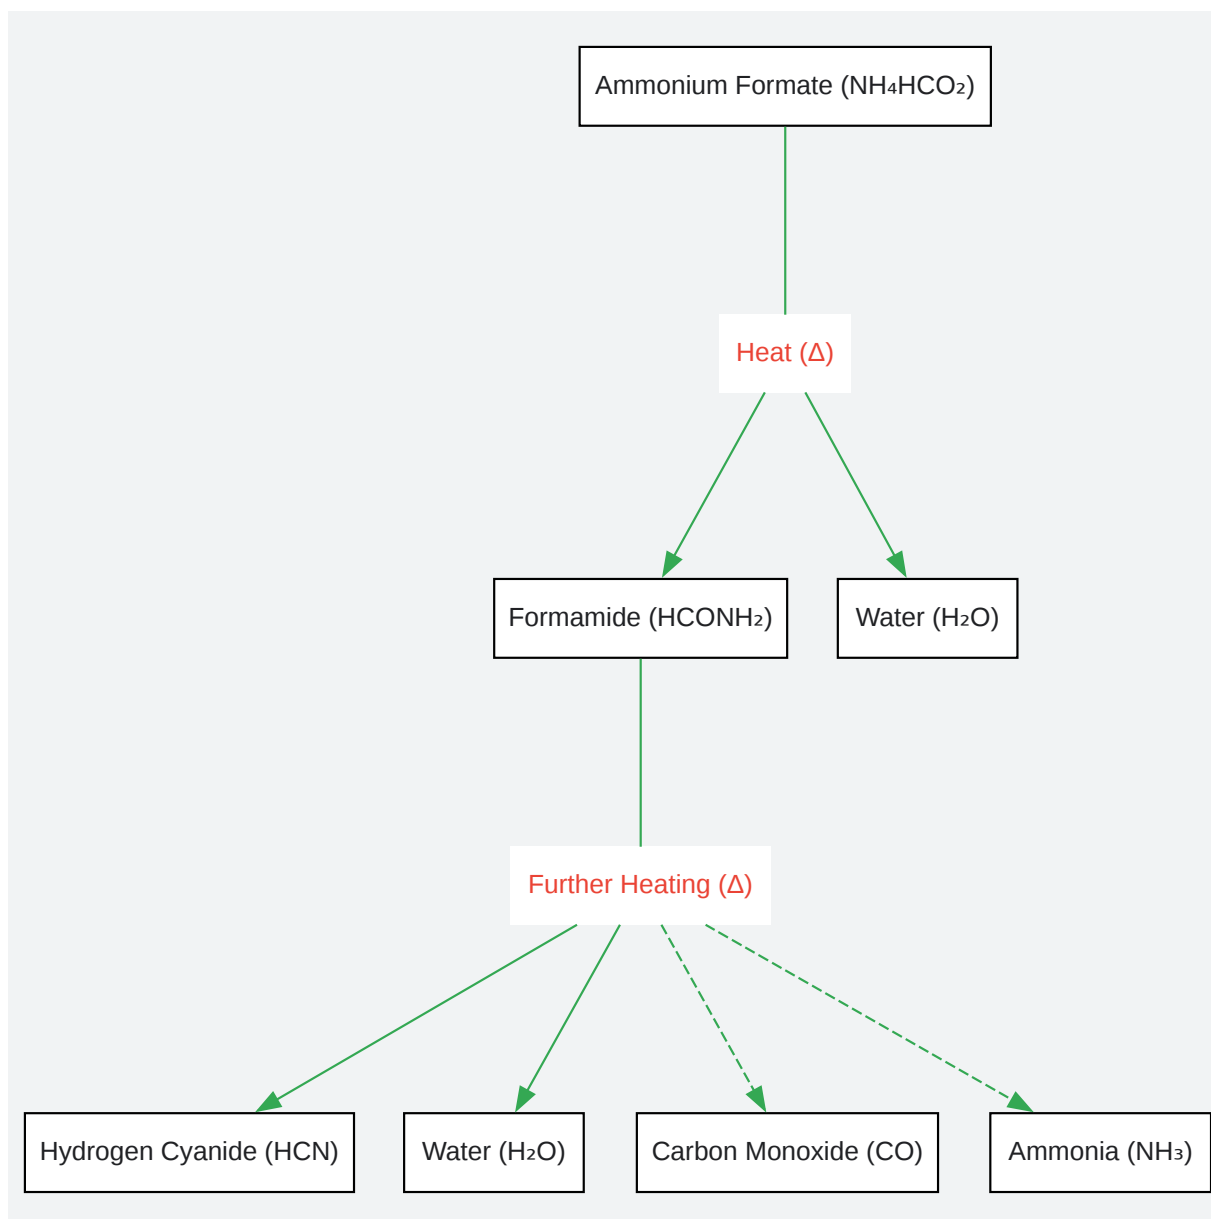 Ammonium Formate (NH₄HCO₂)
Heat (Δ)
Formamide (HCONH₂)
Water (H₂O)
Further Heating (Δ)
Hydrogen Cyanide (HCN)
Water (H₂O)
Carbon Monoxide (CO)
Ammonia (NH₃)